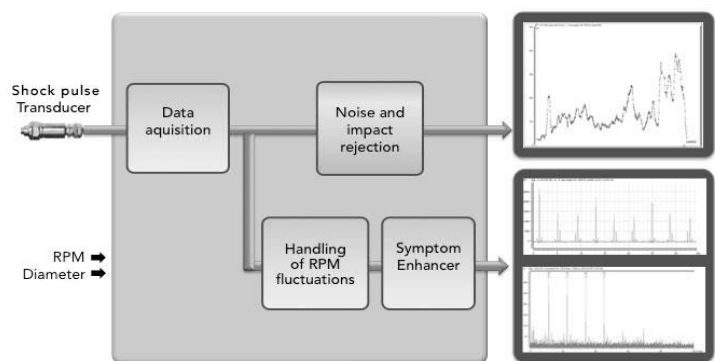 Shock pulse
Transducer
Data
aquisition
Noise and
impact
rejection
RPM
Diameter
Handling
of RPM
fluctuations
Symptom
Enhancer